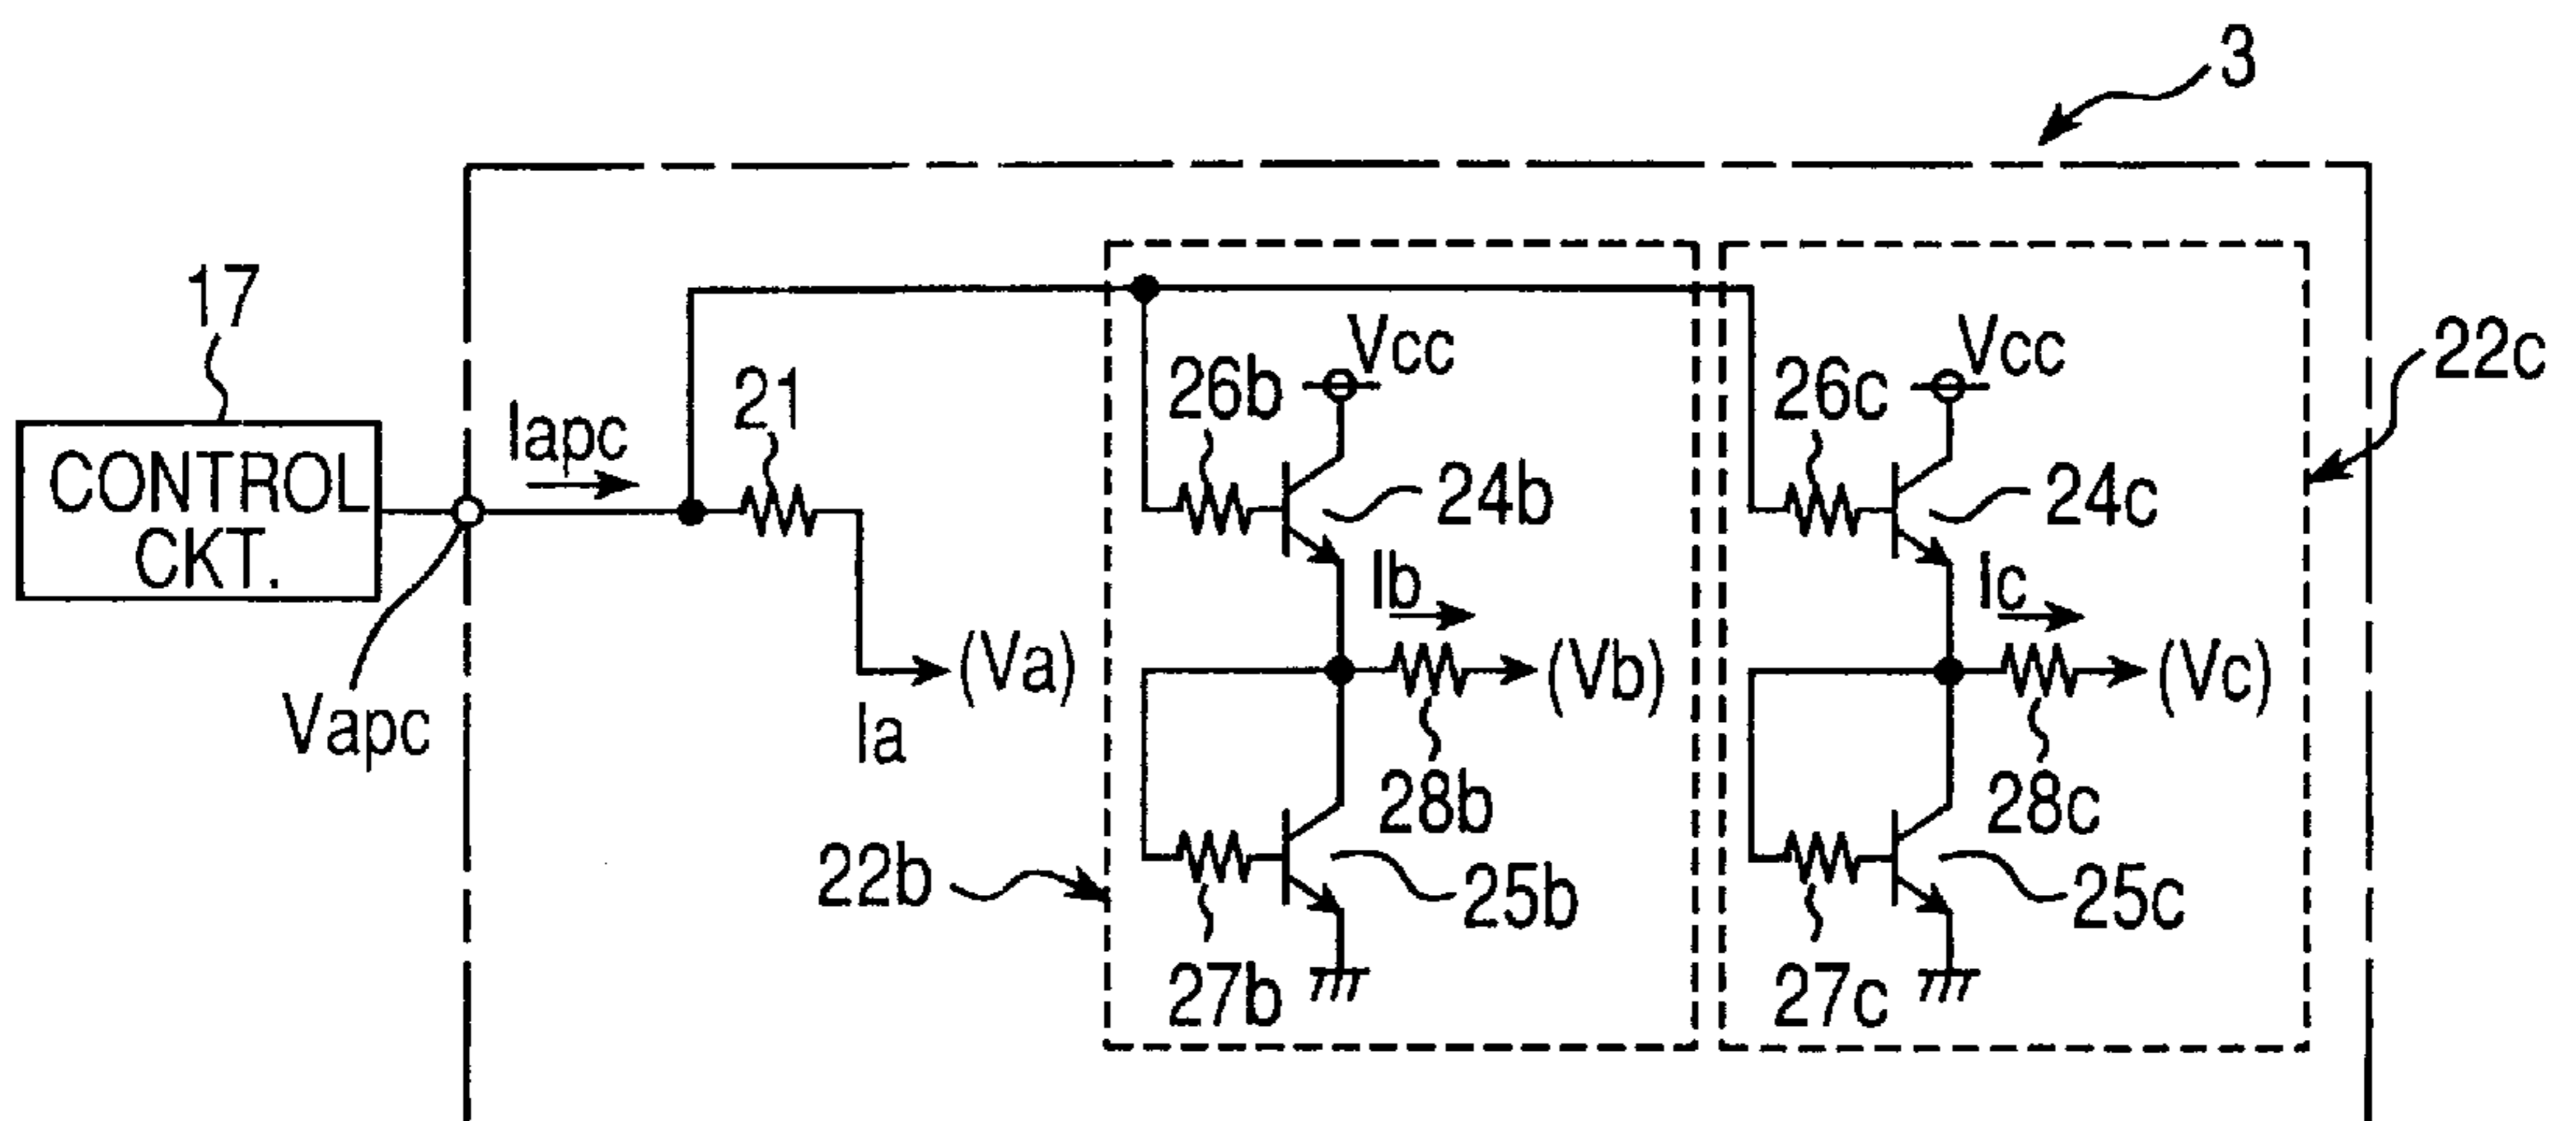 3
17
CONTROL
CKT.
Iapc
Vapc
21
Ia
(Va)
22b
Vcc
26b
24b
Ib
(Vb)
28b
25b
27b
Vcc
26c
24c
Ic
(Vc)
28c
25c
27c
22c